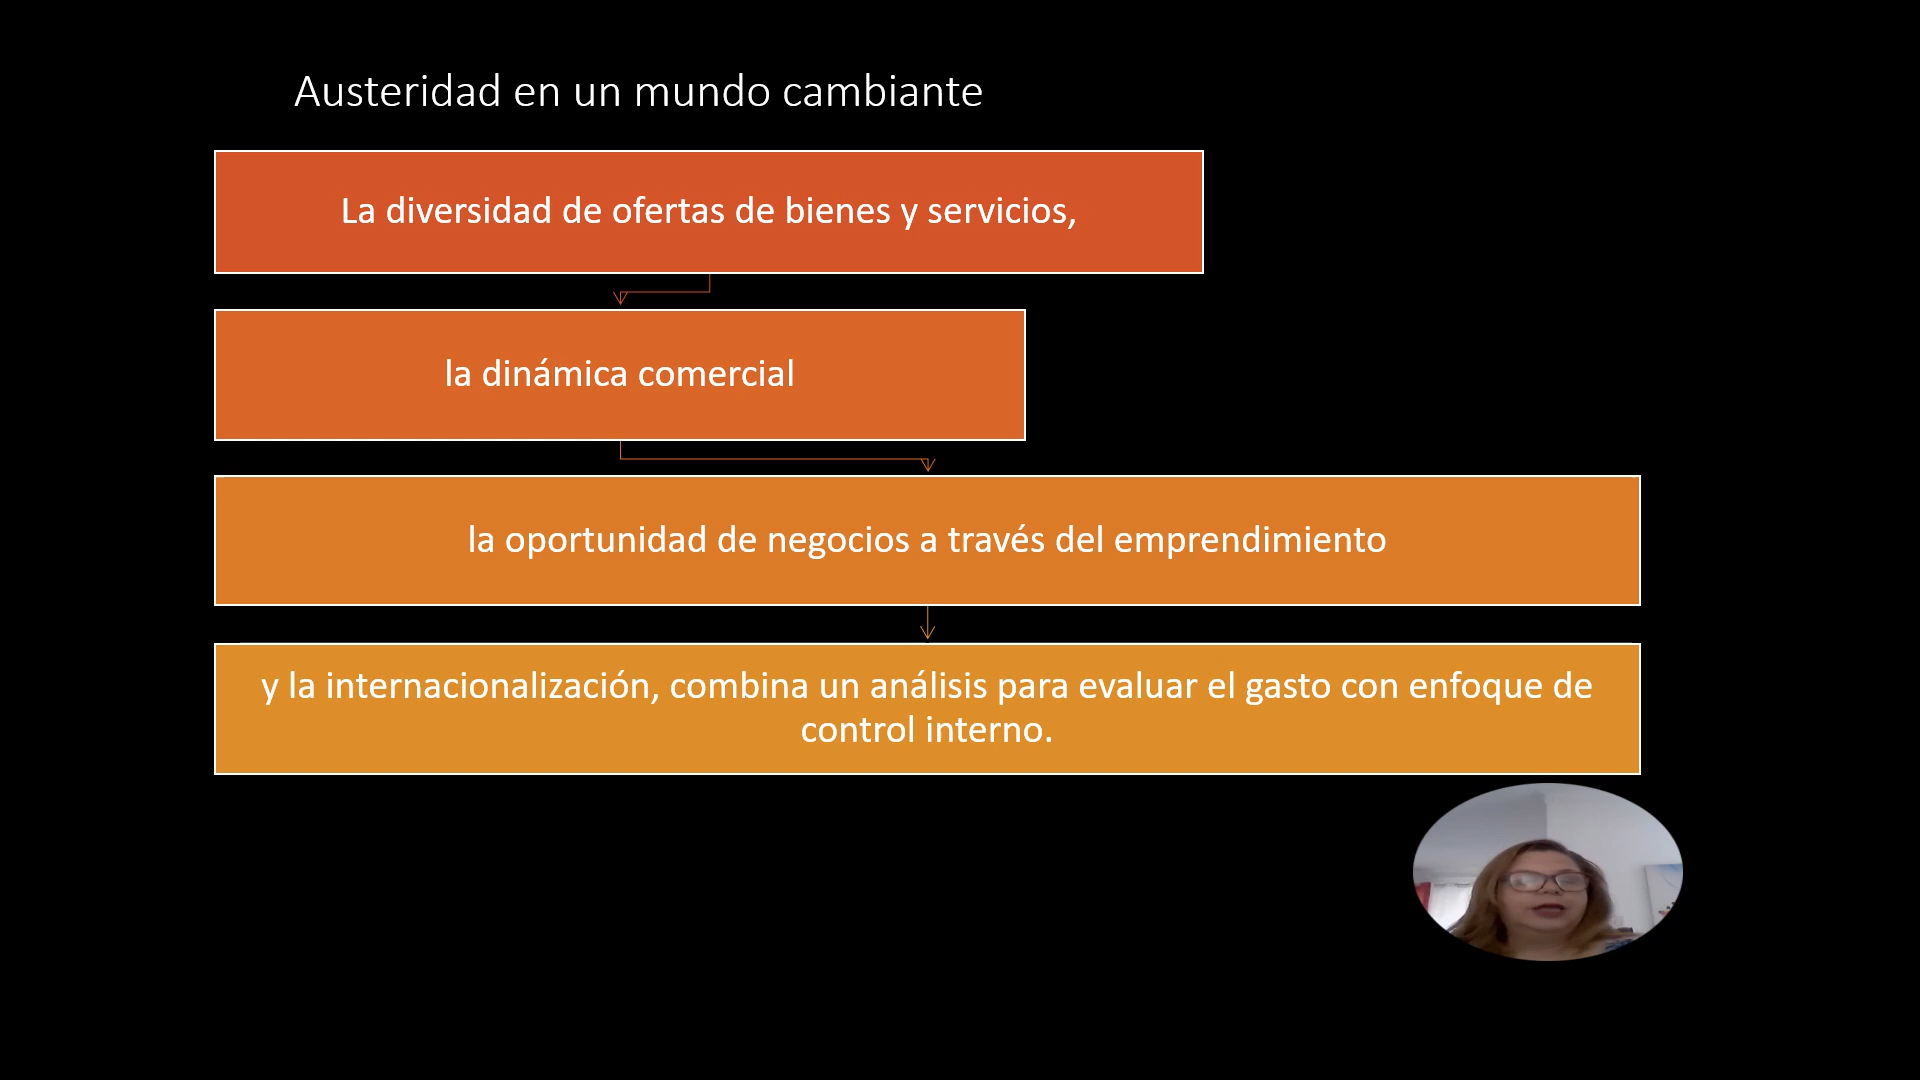 Austeridad en un mundo cambiante
La diversidad de ofertas de bienes y servicios,
la dinámica comercial
la oportunidad de negocios a través del emprendimiento
y la internacionalización, combina un análisis para evaluar el gasto con enfoque de
control interno.